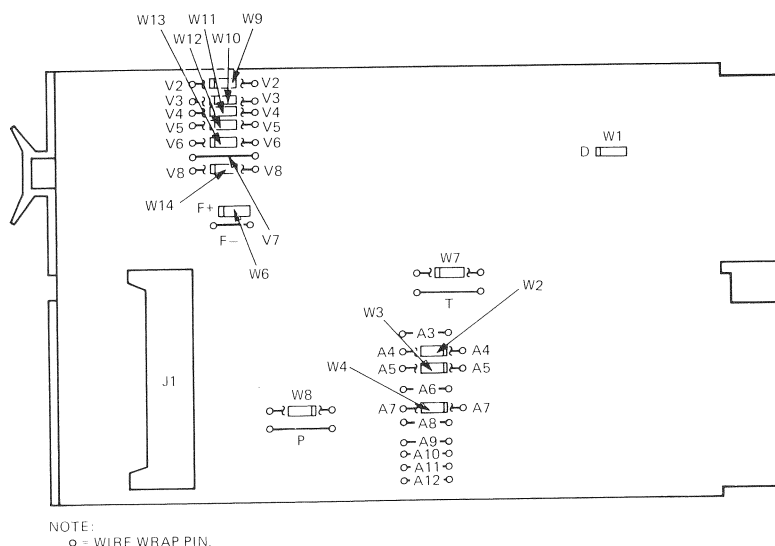 W13 W11 W9
W12 W10
V2 V2
V3 V3
V4 V4
V5 V5
V6 V6
V8 V8
W1
D
W14
F+
F− V7
W6
W7
W2
T
W3
A3
A4 A4
A5 A5
W4
J1
A6
W8
A7 A7
A8
P
A9
A10
A11
A12
NOTE:
o = WIRE WRAP PIN.